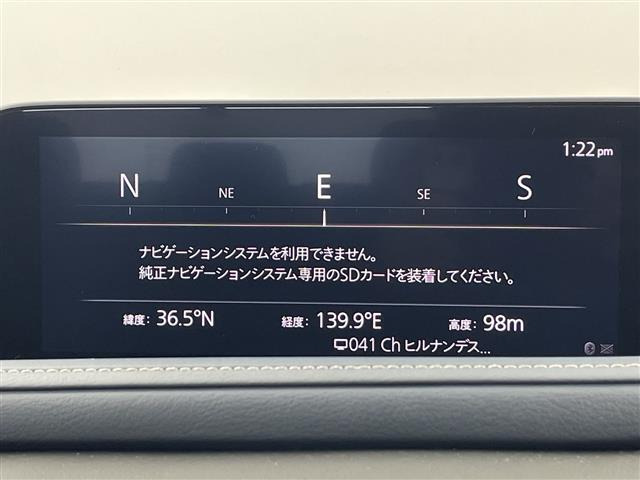 1:22pm
N NE E SE S
ナビゲーションシステムを利用できません。
純正ナビゲーションシステム専用のSDカードを装着してください。
緯度: 36.5°N 経度: 139.9°E 高度: 98m
041 Ch ヒルナンデス...